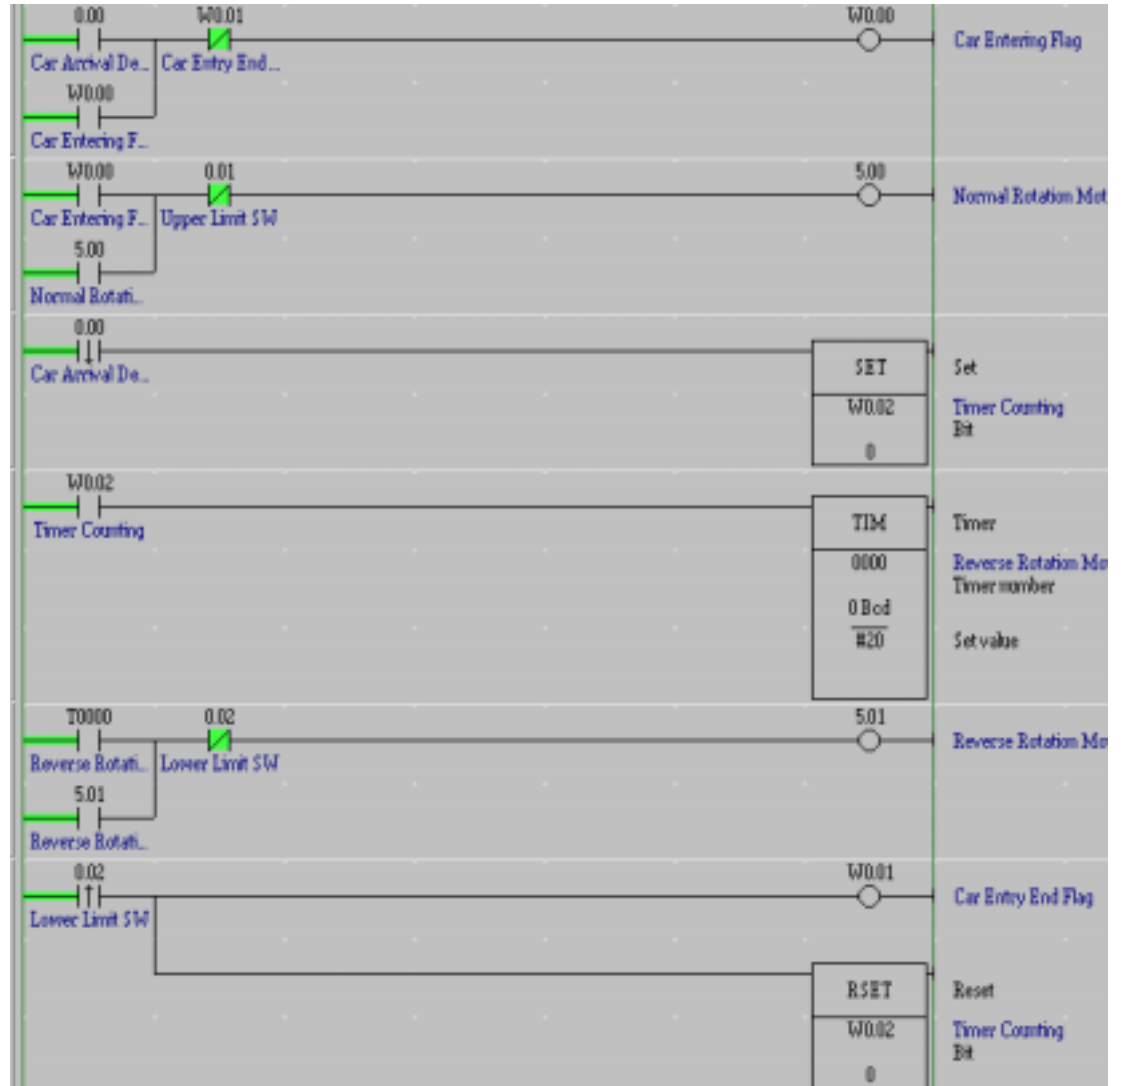 0.00 W0.01 W0.00
Car Entering Flag
Car Arrival De... Car Entry End...
W0.00
Car Entering F...
W0.00 0.01 5.00
Normal Rotation Mot
Car Entering F... Upper Limit SW
5.00
Normal Rotati...
0.00
SET Set
Car Arrival De...
W0.02 Timer Counting
Bit
0
W0.02
TIM Timer
Timer Counting
0000 Reverse Rotation Mo
Timer number
0 Bcd
#20 Set value
T0000 0.02 5.01
Reverse Rotation Mo
Reverse Rotati... Lower Limit SW
5.01
Reverse Rotati...
0.02 W0.01
Car Entry End Flag
Lower Limit SW
RSET Reset
W0.02 Timer Counting
Bit
0